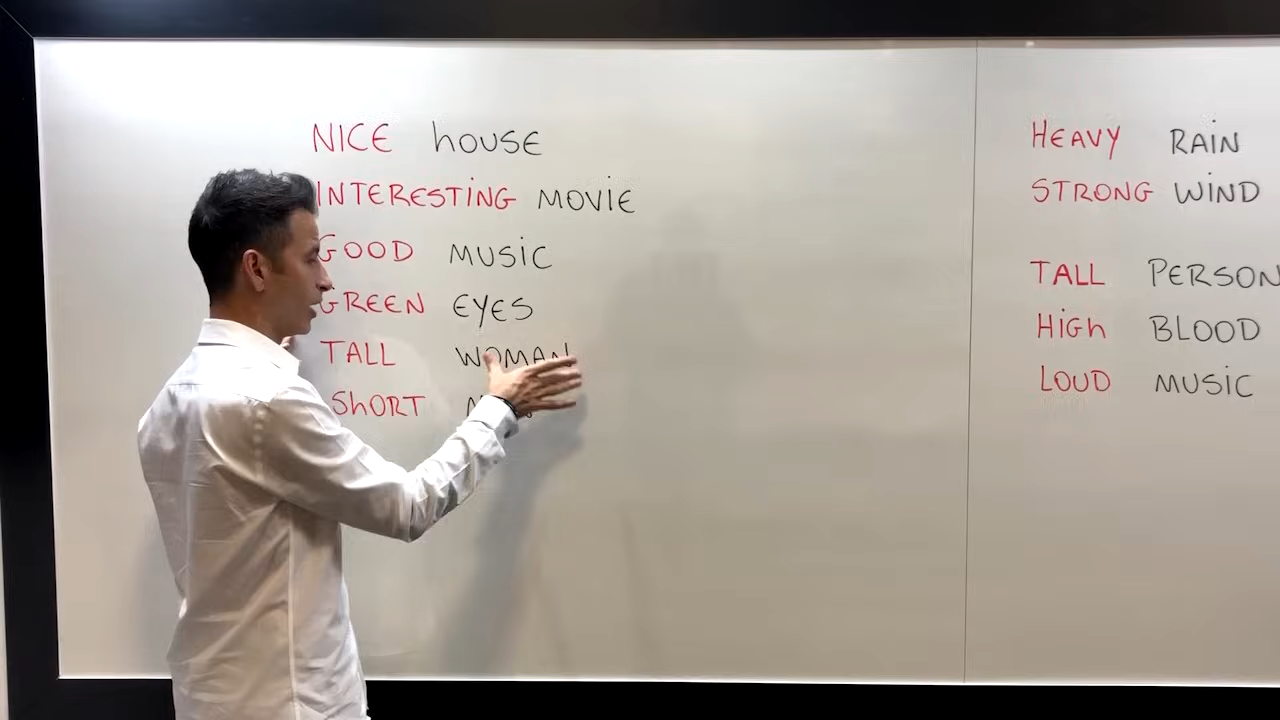 NICE house
INTERESTING MOVIE
GOOD MUSIC
GREEN EYES
TALL WOMAN
ShORT
HEAVY RAIN
STRONG WIND
TALL PERSON
High BLOOD
LOUD MUSIC